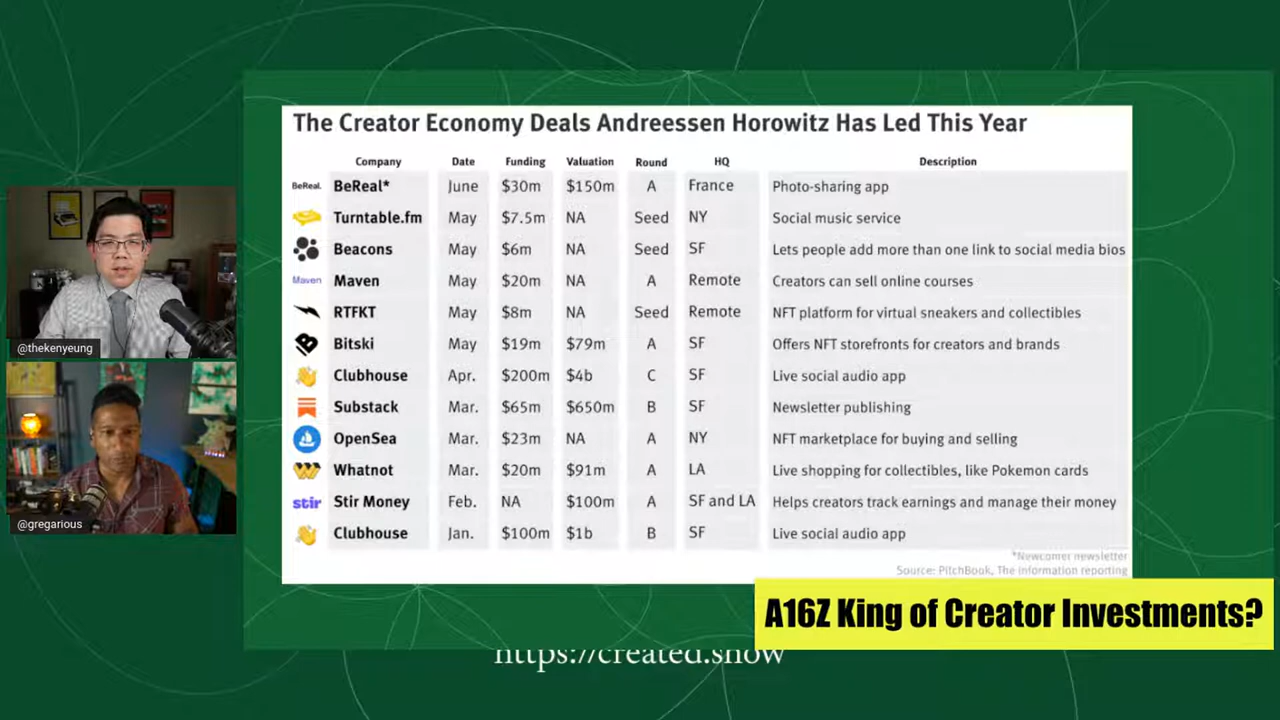 The Creator Economy Deals Andreessen Horowitz Has Led This Year
Company Date Funding Valuation Round HQ Description
BeReal. BeReal* June $30m $150m A France Photo-sharing app
Turntable.fm May $7.5m NA Seed NY Social music service
Beacons May $6m NA Seed SF Lets people add more than one link to social media bios
Maven Maven May $20m NA A Remote Creators can sell online courses
RTFKT May $8m NA Seed Remote NFT platform for virtual sneakers and collectibles
Bitski May $19m $79m A SF Offers NFT storefronts for creators and brands
Clubhouse Apr. $200m $4b C SF Live social audio app
Substack Mar. $65m $650m B SF Newsletter publishing
OpenSea Mar. $23m NA A NY NFT marketplace for buying and selling
Whatnot Mar. $20m $91m A LA Live shopping for collectibles, like Pokemon cards
stir Stir Money Feb. NA $100m A SF and LA Helps creators track earnings and manage their money
Clubhouse Jan. $100m $1b B SF Live social audio app
*Newcomer newsletter
Source: PitchBook, The Information reporting
@thekenyeung
@gregarious
A16Z King of Creator Investments?
https://created.show